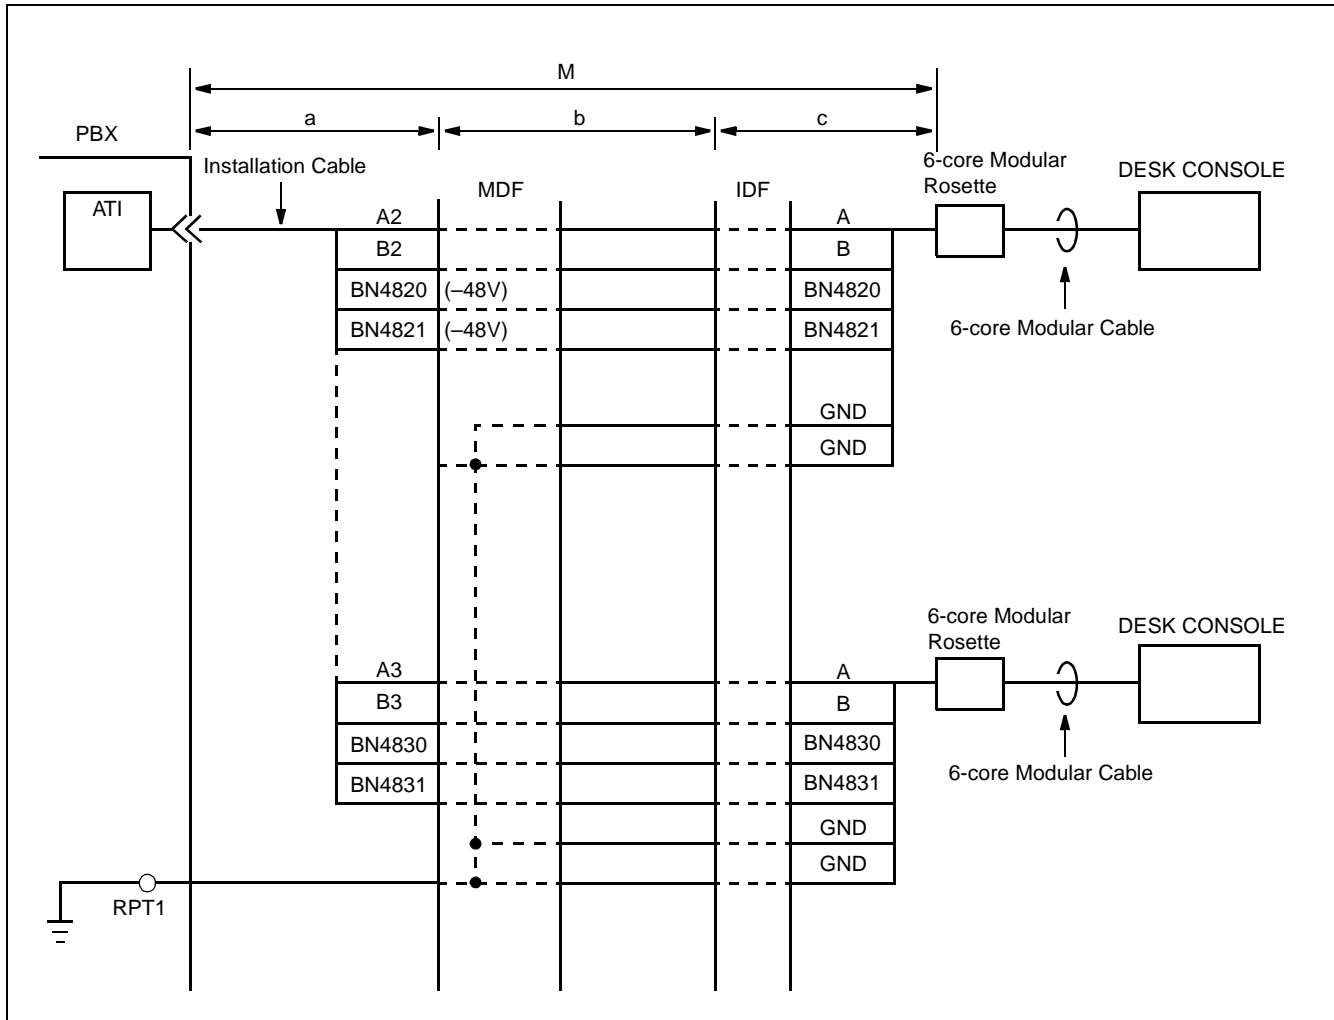 M
a
b
c
PBX
Installation Cable
6-core Modular
Rosette
DESK CONSOLE
ATI
MDF
IDF
A2
A
B2
B
BN4820
(–48V)
BN4820
BN4821
(–48V)
BN4821
6-core Modular Cable
GND
GND
6-core Modular
Rosette
DESK CONSOLE
A3
A
B3
B
BN4830
BN4830
BN4831
BN4831
6-core Modular Cable
GND
GND
RPT1